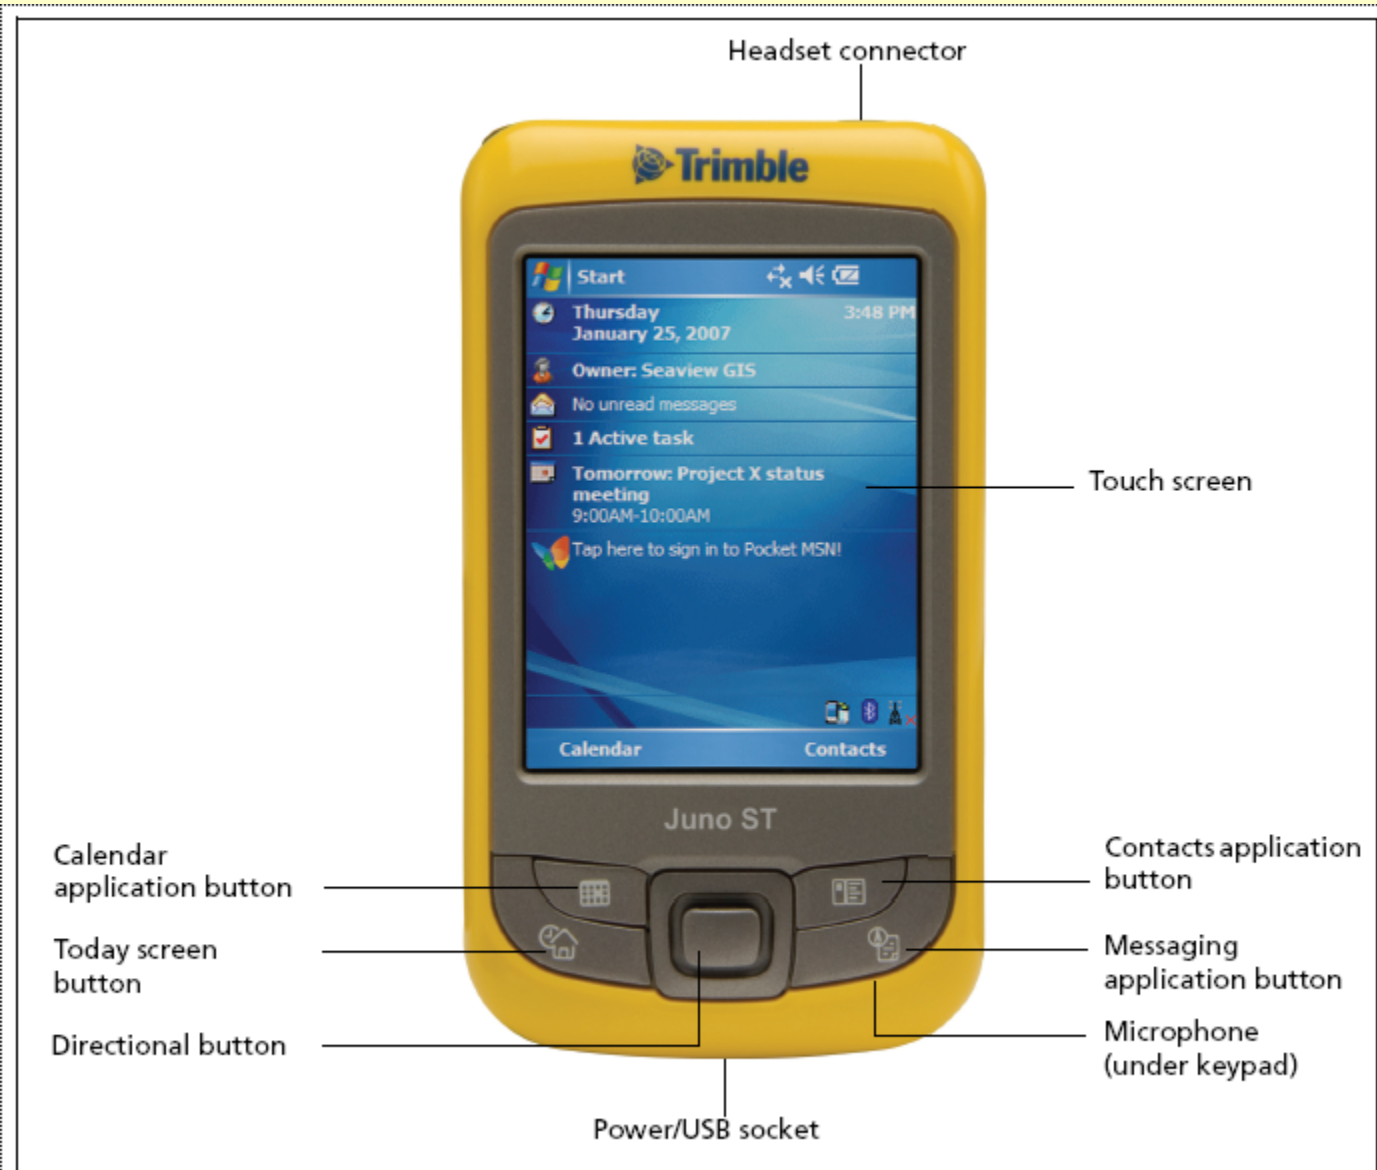 Headset connector
Trimble
Start
Thursday 3:48 PM
January 25, 2007
Owner: Seaview GIS
No unread messages
1 Active task
Tomorrow: Project X status
meeting
9:00AM-10:00AM
Tap here to sign in to Pocket MSN!
Calendar Contacts
Touch screen
Juno ST
Calendar
application button
Today screen
button
Directional button
Contacts application
button
Messaging
application button
Microphone
(under keypad)
Power/USB socket